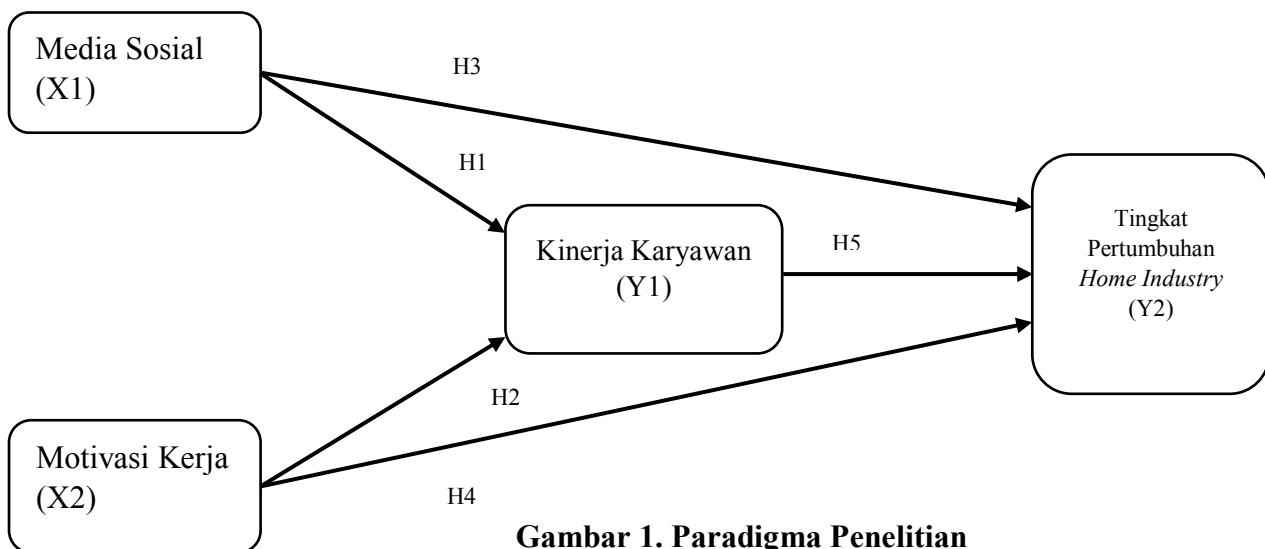 Media Sosial
(X1)
H3
H1
Kinerja Karyawan
(Y1)
H5
Tingkat
Pertumbuhan
Home Industry
(Y2)
H2
Motivasi Kerja
(X2)
H4
Gambar 1. Paradigma Penelitian